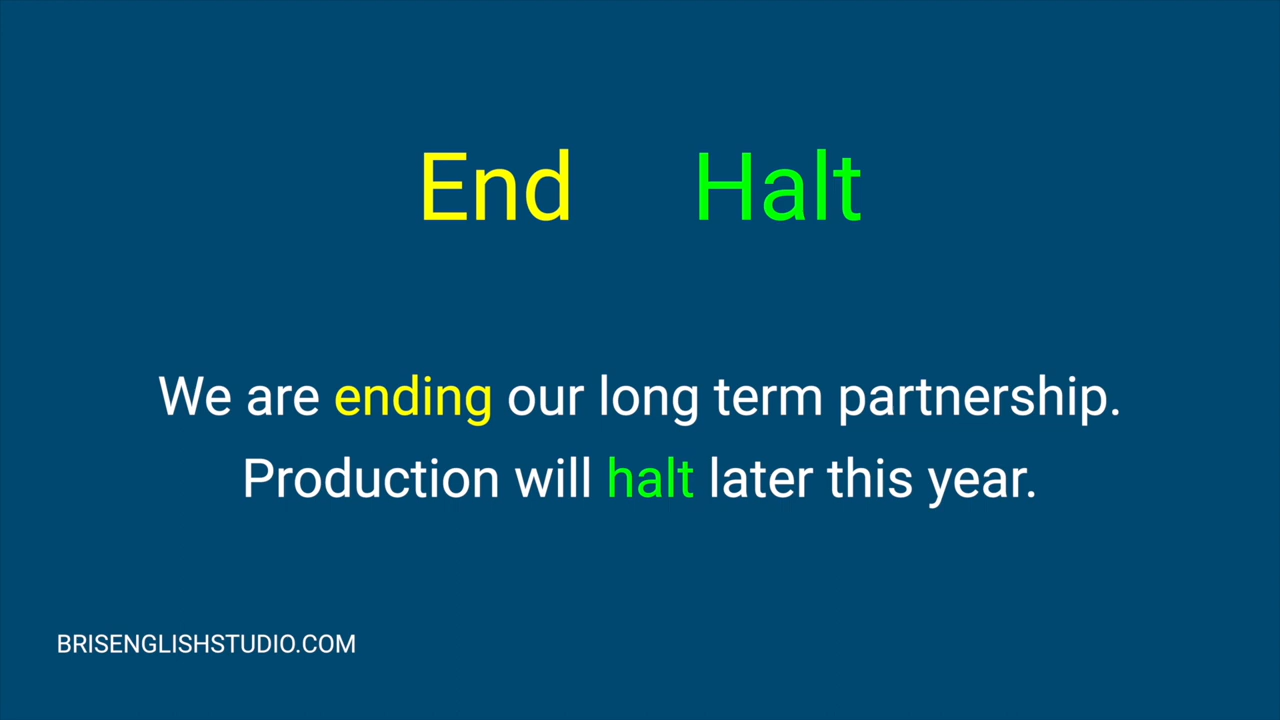 End Halt
We are ending our long term partnership.
Production will halt later this year.
BRISENGLISHSTUDIO.COM